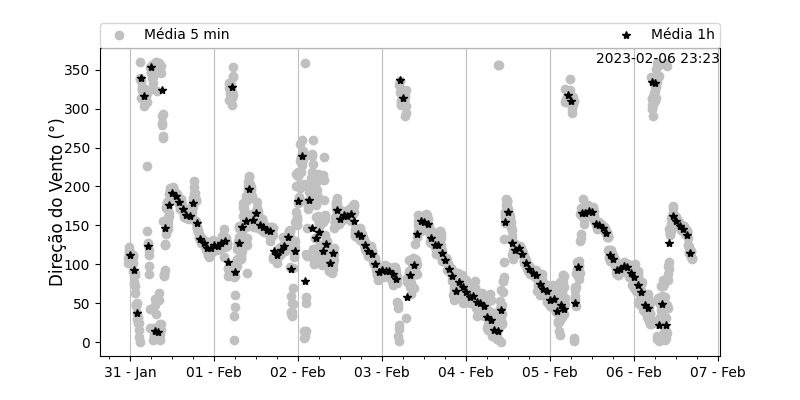 Média 5 min
Média 1h
2023-02-06 23:23
Direção do Vento (°)
350
300
250
200
150
100
50
0
31 - Jan
01 - Feb
02 - Feb
03 - Feb
04 - Feb
05 - Feb
06 - Feb
07 - Feb